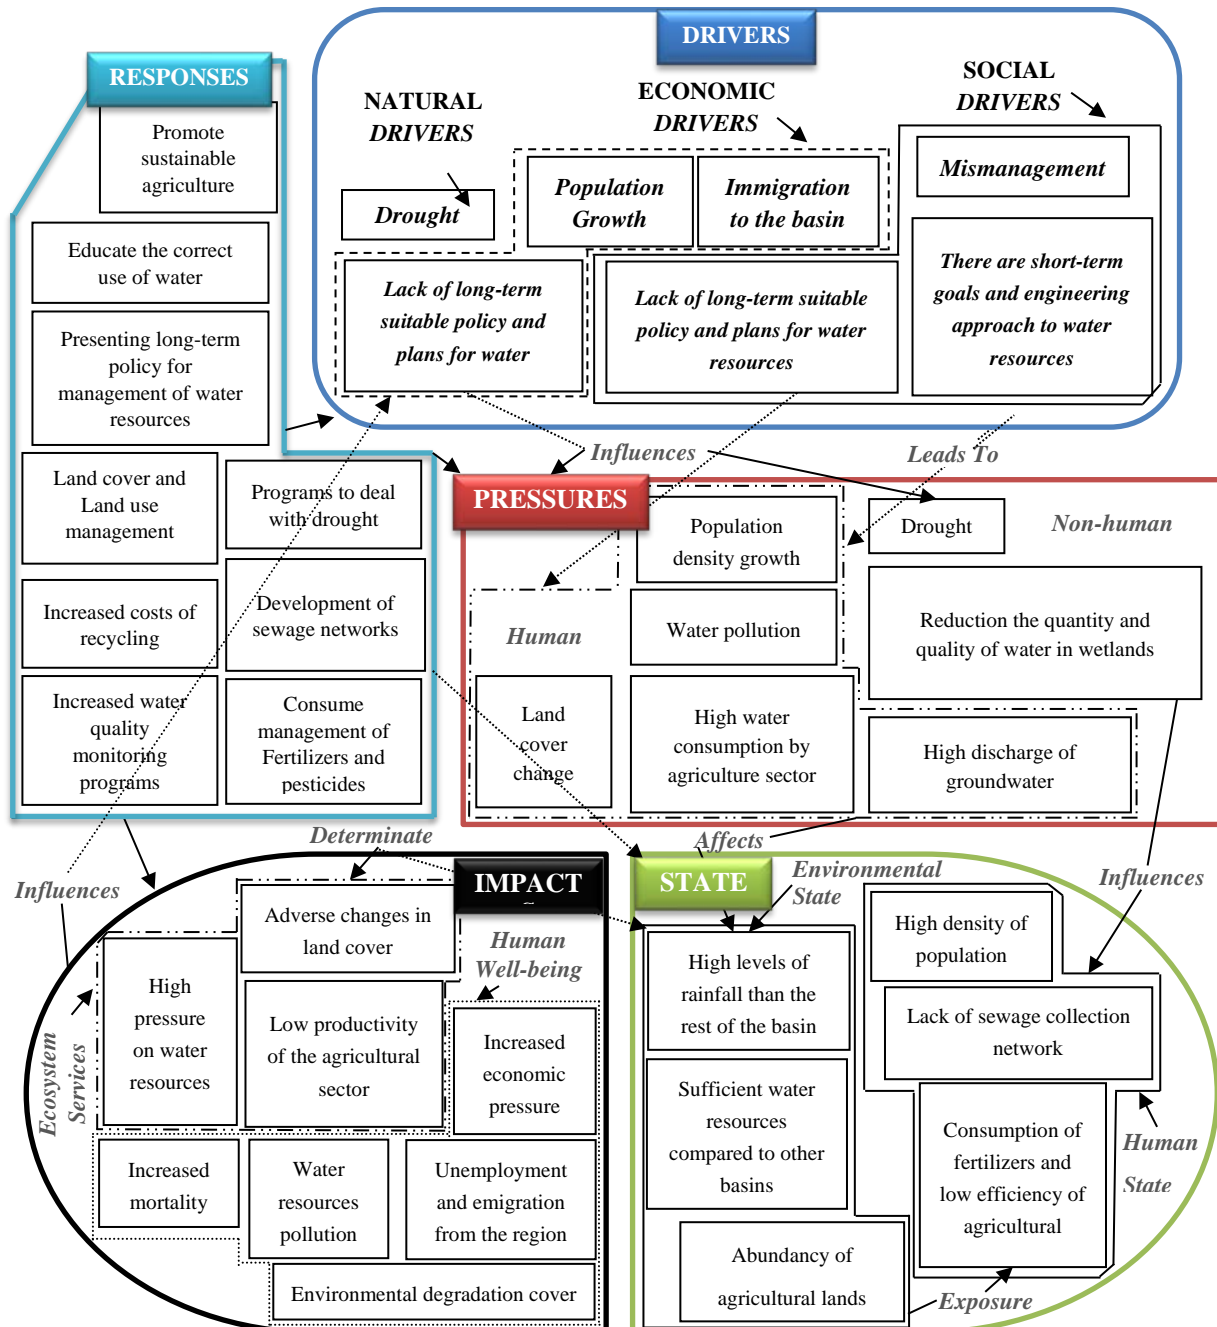 DRIVERS
RESPONSES
NATURAL
DRIVERS
ECONOMIC
DRIVERS
SOCIAL
DRIVERS
Drought
Population
Growth
Immigration
to the basin
Mismanagement
Lack of long-term
suitable policy and
plans for water
Lack of long-term suitable
policy and plans for water
resources
There are short-term
goals and engineering
approach to water
resources
Promote
sustainable
agriculture
Educate the correct
use of water
Presenting long-term
policy for
management of water
resources
Land cover and
Land use
management
Programs to deal
with drought
Increased costs of
recycling
Development of
sewage networks
Increased water
quality
monitoring
programs
Consume
management of
Fertilizers and
pesticides
Influences
Leads To
PRESSURES
Population
density growth
Drought
Non-human
Human
Water pollution
Reduction the quantity and
quality of water in wetlands
Land
cover
change
High water
consumption by
agriculture sector
High discharge of
groundwater
Determinate
Affects
Influences
Influences
IMPACT
Adverse changes in
land cover
Human
Well-being
High
pressure
on water
resources
Low productivity
of the agricultural
sector
Increased
economic
pressure
Ecosystem
Services
Increased
mortality
Water
resources
pollution
Unemployment
and emigration
from the region
Environmental degradation cover
STATE
Environmental
State
High levels of
rainfall than the
rest of the basin
Sufficient water
resources
compared to other
basins
Abundancy of
agricultural lands
High density of
population
Lack of sewage collection
network
Consumption of
fertilizers and
low efficiency of
agricultural
Human
State
Exposure